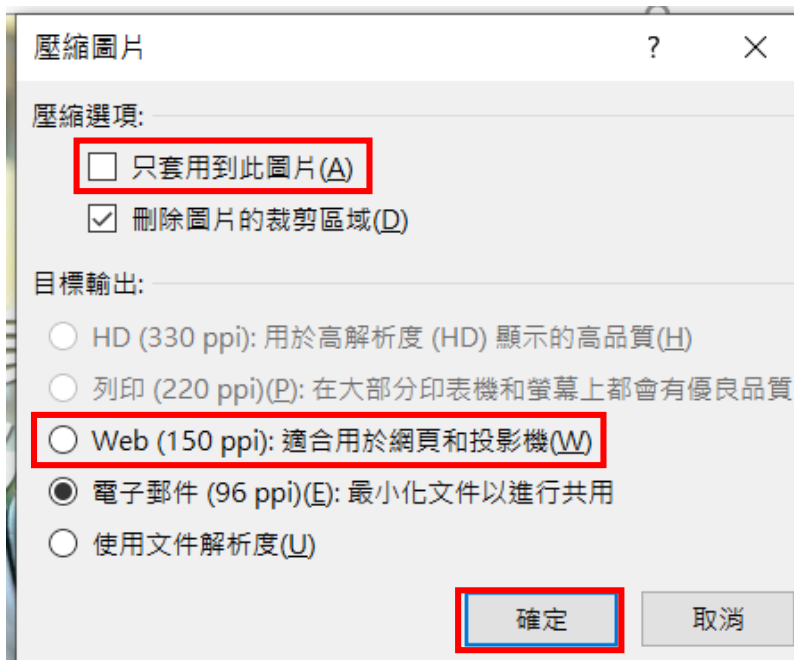 壓縮圖片 ?
壓縮選項:
只套用到此圖片(A)
刪除圖片的裁剪區域(D)
目標輸出:
HD (330 ppi): 用於高解析度 (HD) 顯示的高品質(H)
列印 (220 ppi)(P): 在大部分印表機和螢幕上都會有優良品質
Web (150 ppi): 適合用於網頁和投影機(W)
電子郵件 (96 ppi)(E): 最小化文件以進行共用
使用文件解析度(U)
確定 取消